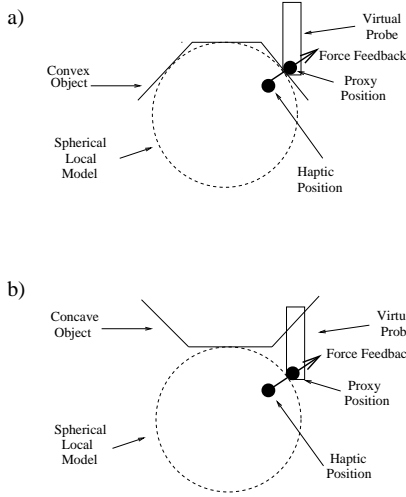 a)
Virtual
Probe
Force Feedback
Convex
Object
Proxy
Position
Spherical
Local
Model
Haptic
Position
b)
Concave
Object
Virtu
Prob
Force Feedbac
Proxy
Position
Spherical
Local
Model
Haptic
Position